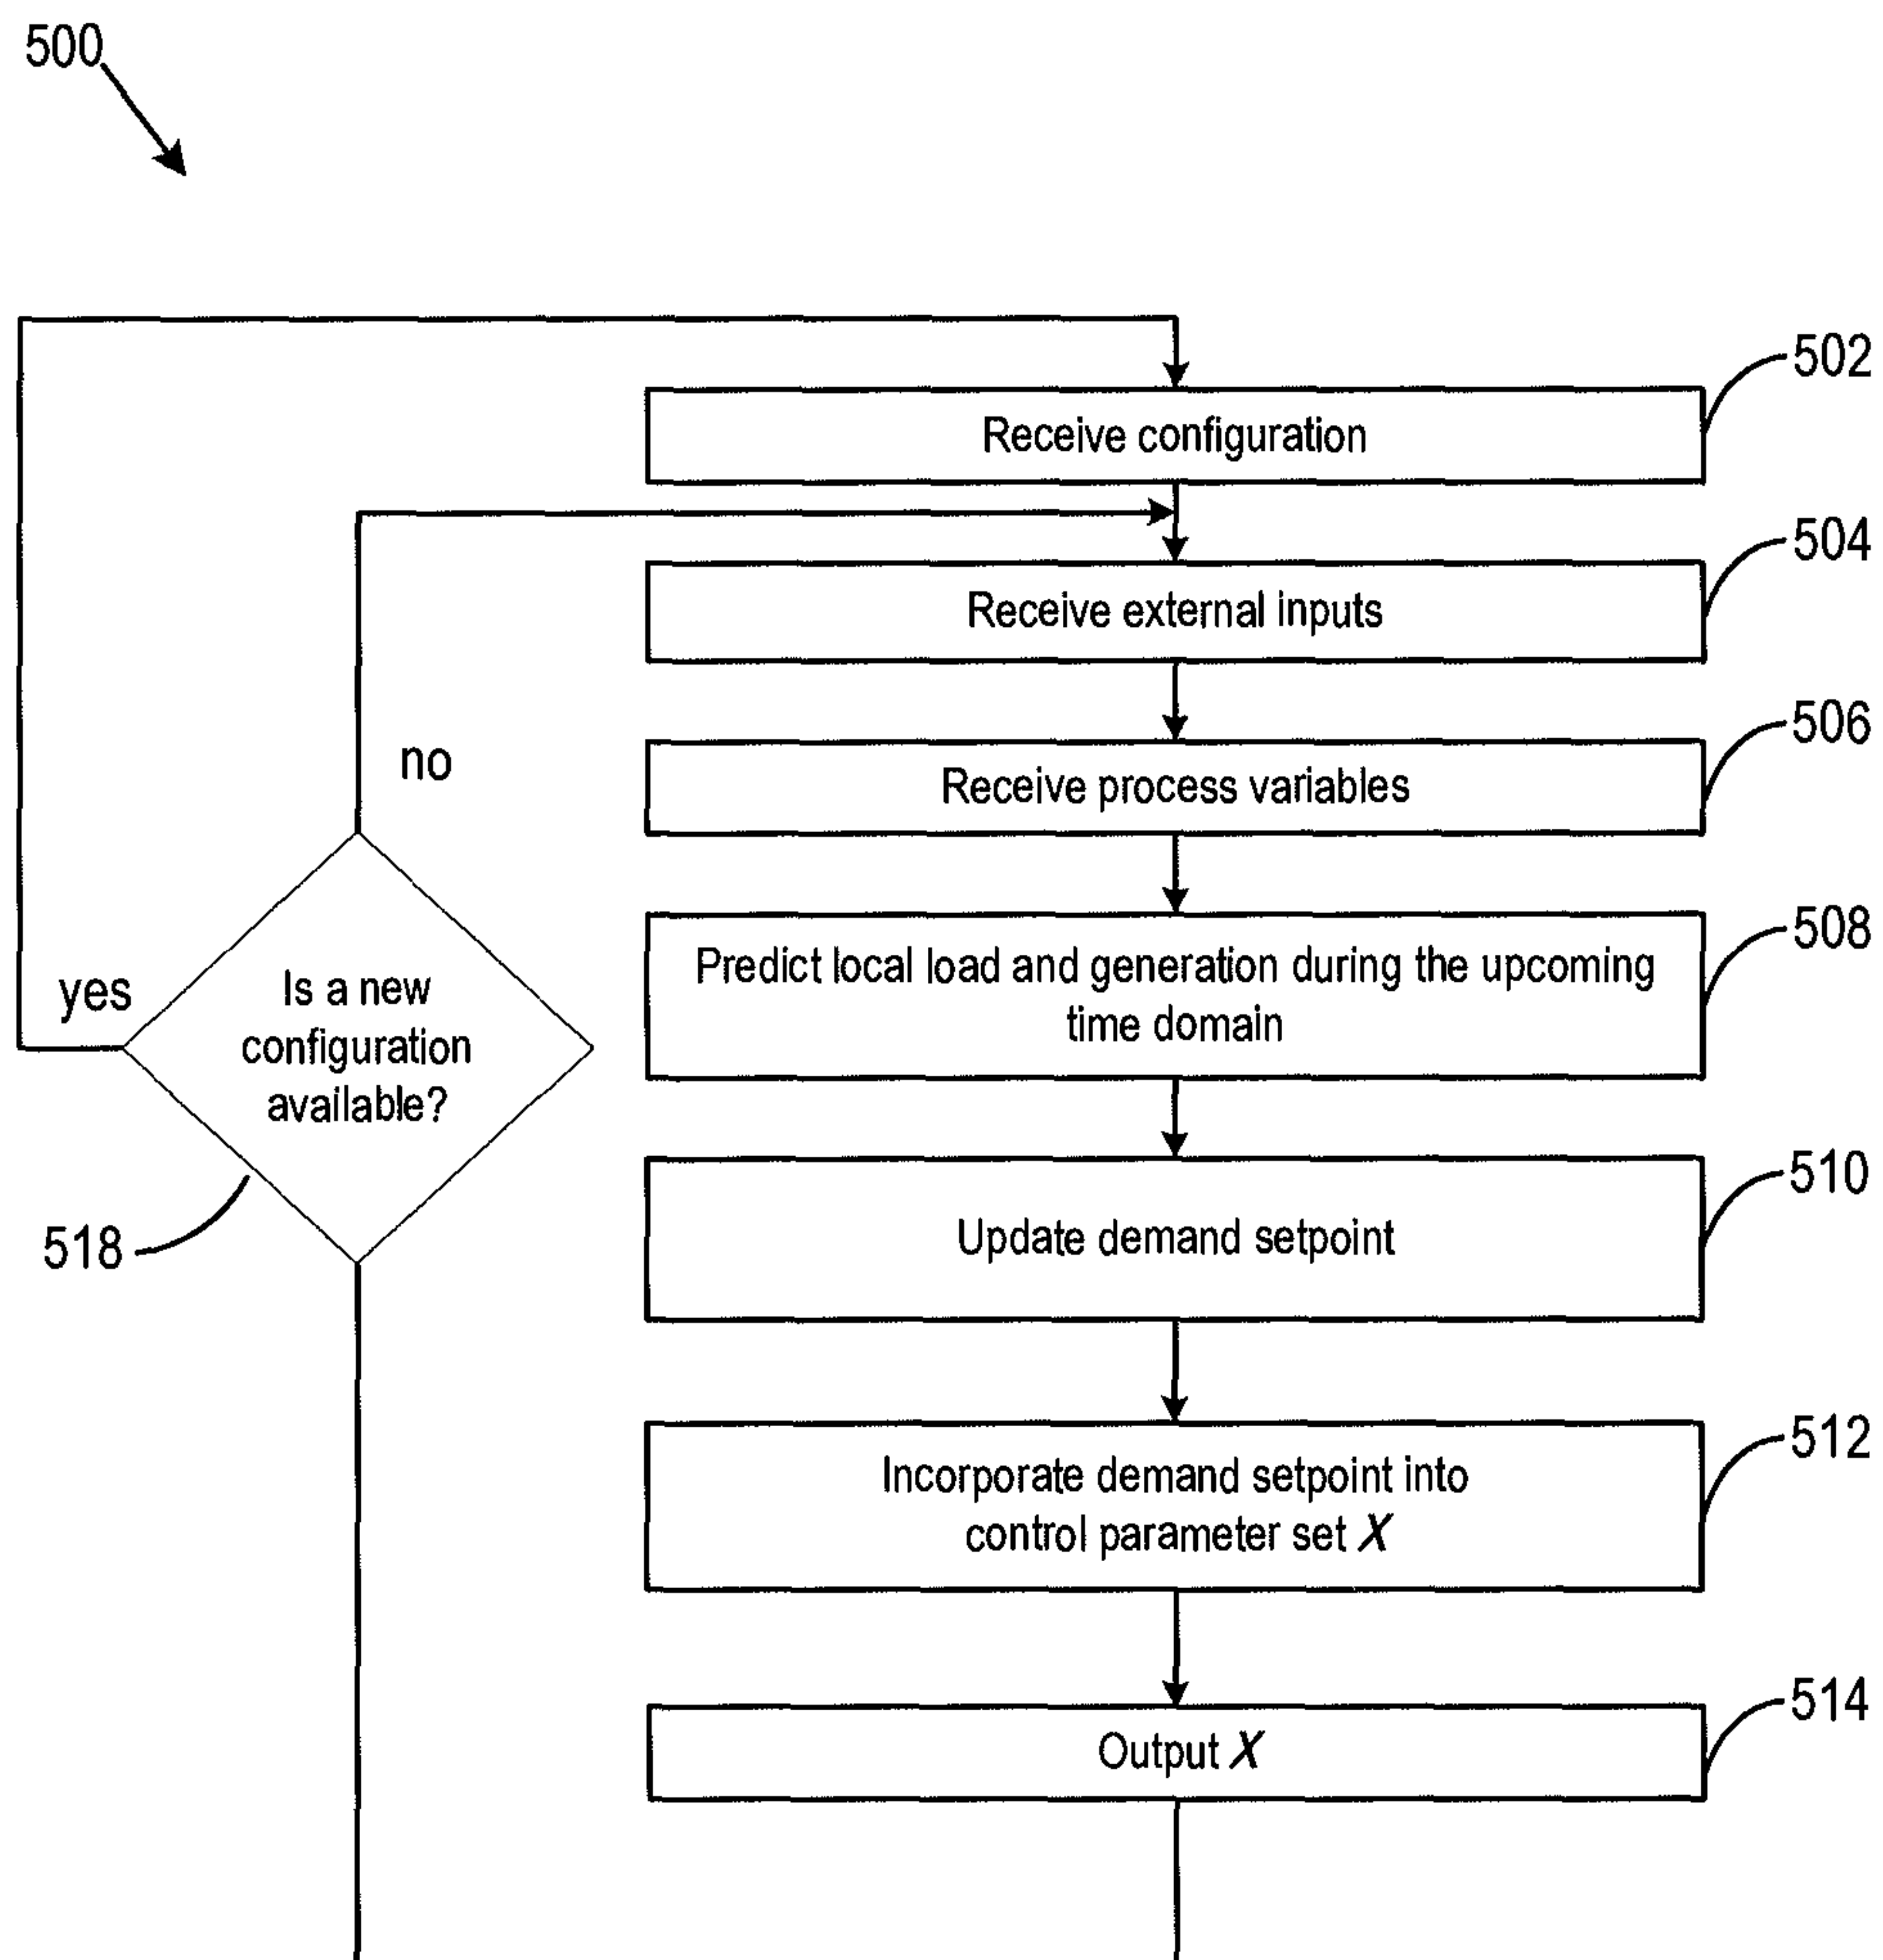 500
502
Receive configuration
504
Receive external inputs
506
Receive process variables
no
508
Predict local load and generation during the upcoming
time domain
yes
Is a new
configuration
available?
518
510
Update demand setpoint
512
Incorporate demand setpoint into
control parameter set X
514
Output X